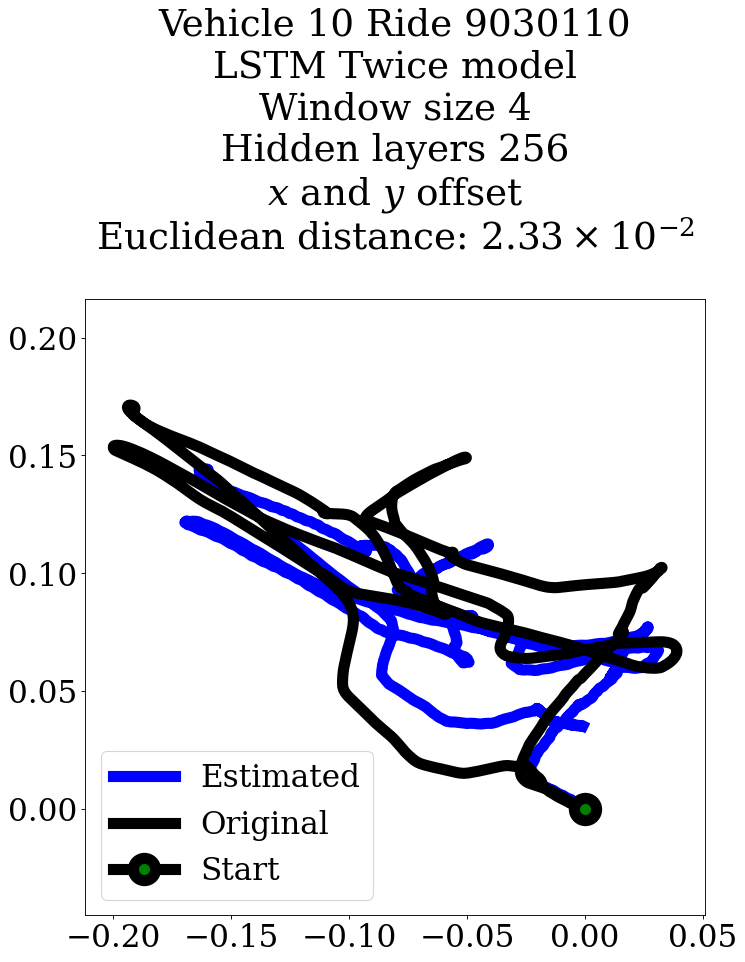 Vehicle 10 Ride 9030110
LSTM Twice model
Window size 4
Hidden layers 256
x and y offset
Euclidean distance: 2.33 × 10⁻²
0.20
0.15
0.10
0.05
0.00
Estimated
Original
Start
−0.20 −0.15 −0.10 −0.05 0.00 0.05